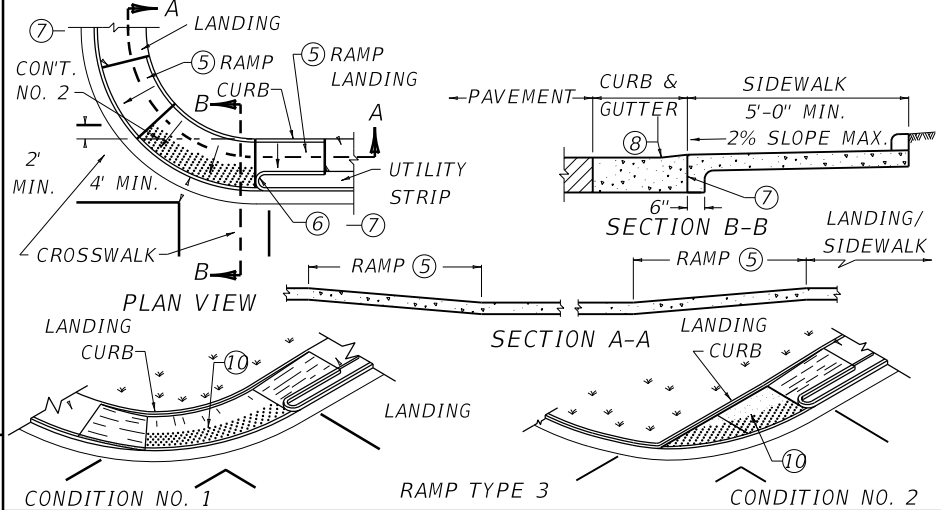 A
LANDING
7
5 RAMP
5 RAMP
LANDING
CON'T.
NO. 2
B
CURB
A
2'
MIN.
4' MIN.
UTILITY
STRIP
6
7
CROSSWALK
B
PLAN VIEW
CURB &
GUTTER
SIDEWALK
PAVEMENT
5'-0" MIN.
2% SLOPE MAX.
8
7
6"
SECTION B-B
LANDING/
SIDEWALK
RAMP 5
RAMP 5
SECTION A-A
LANDING
CURB
10
LANDING
CONDITION NO. 1
RAMP TYPE 3
LANDING
CURB
10
CONDITION NO. 2